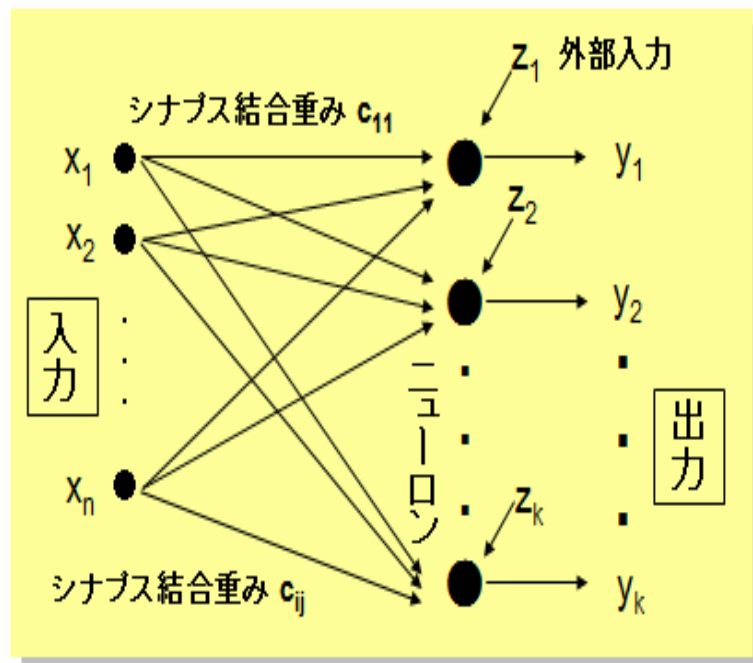 z1 外部入力
シナプス結合重み c11
x1
y1
x2
z2
y2
入力
ニューロン
出力
xn
zk
シナプス結合重み cij
yk